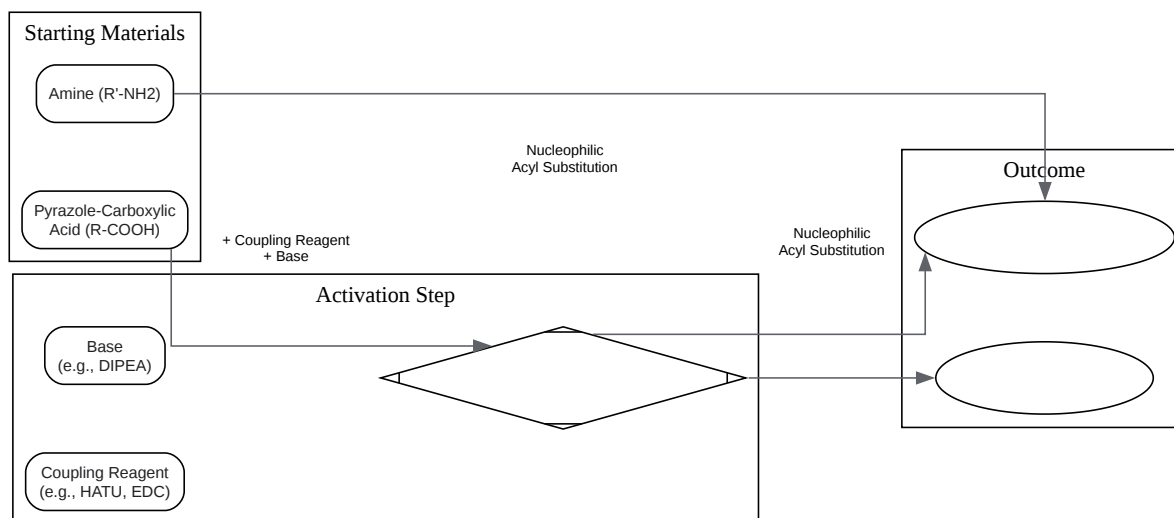 Starting Materials
Amine (R'-NH2)
Nucleophilic
Acyl Substitution
Outcome
Pyrazole-Carboxylic
Acid (R-COOH)
+ Coupling Reagent
+ Base
Nucleophilic
Acyl Substitution
Activation Step
Base
(e.g., DIPEA)
Coupling Reagent
(e.g., HATU, EDC)